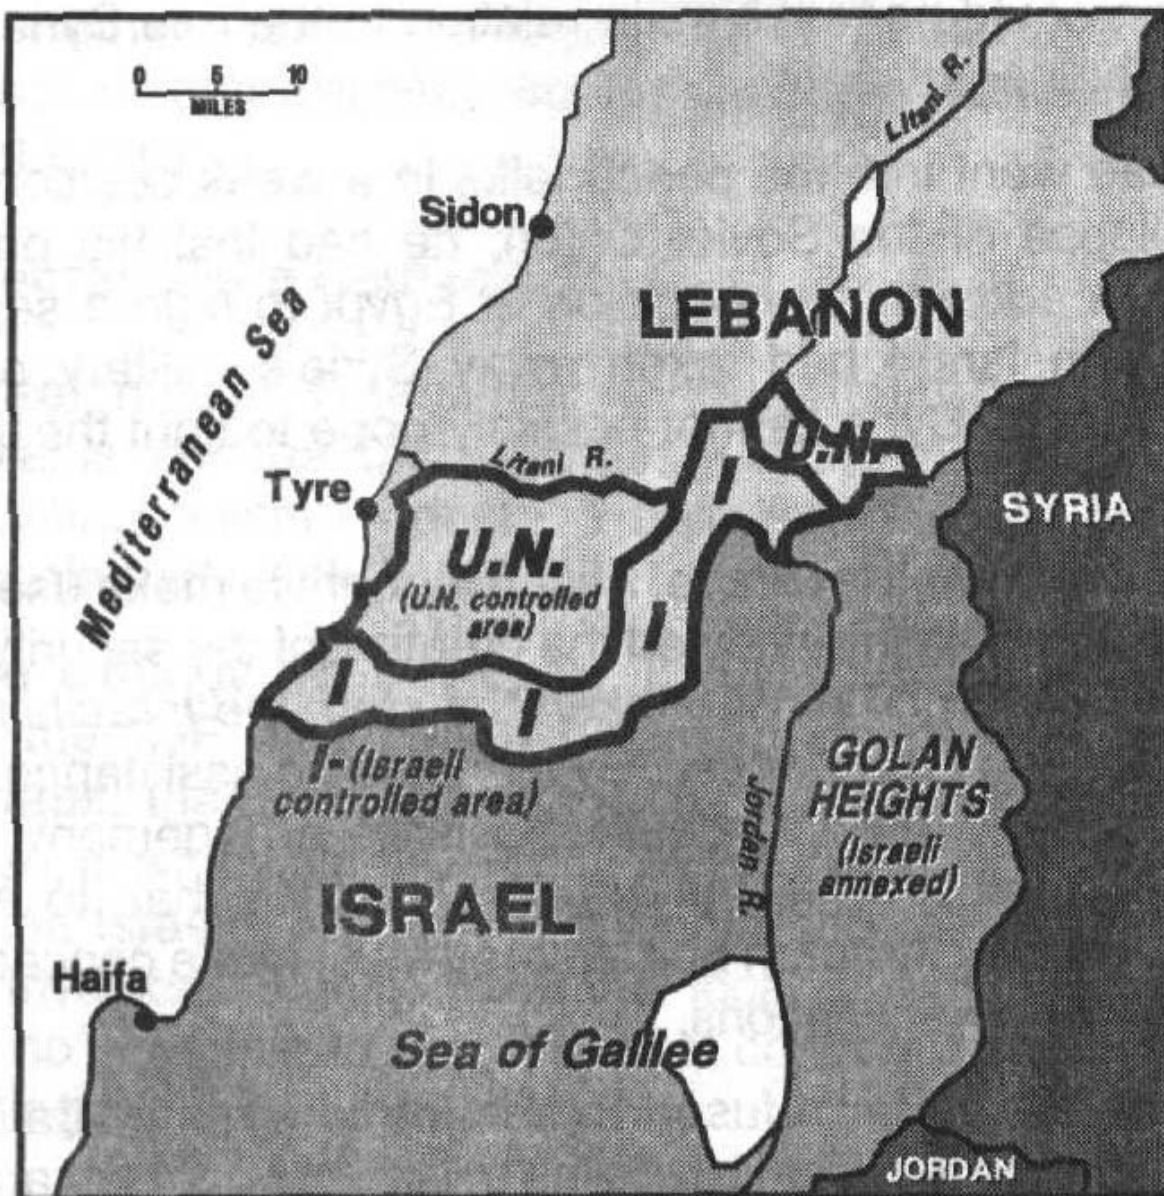 0 5 10
MILES
Litani R.
Sidon
LEBANON
Mediterranean Sea
U.N.
Litani R.
Tyre
I
SYRIA
U.N.
(U.N. controlled
area)
I
I
I
I=(Israeli
controlled area)
GOLAN
HEIGHTS
(Israeli
annexed)
Jordan R.
ISRAEL
Haifa
Sea of Galilee
JORDAN